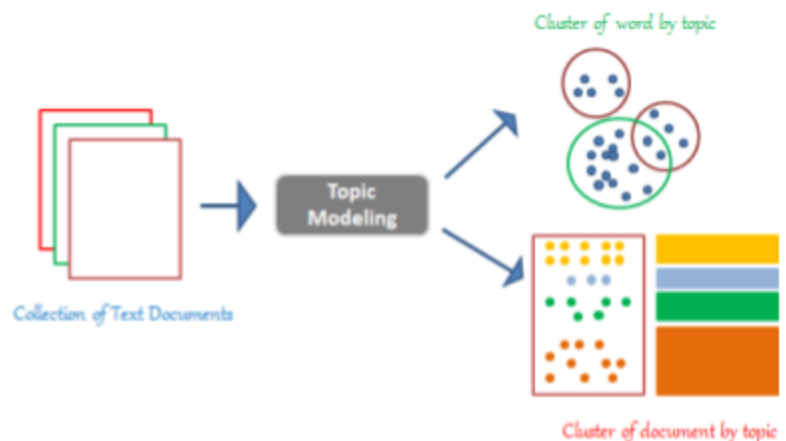 Cluster of word by topic
Topic
Modeling
Collection of Text Documents
Cluster of document by topic